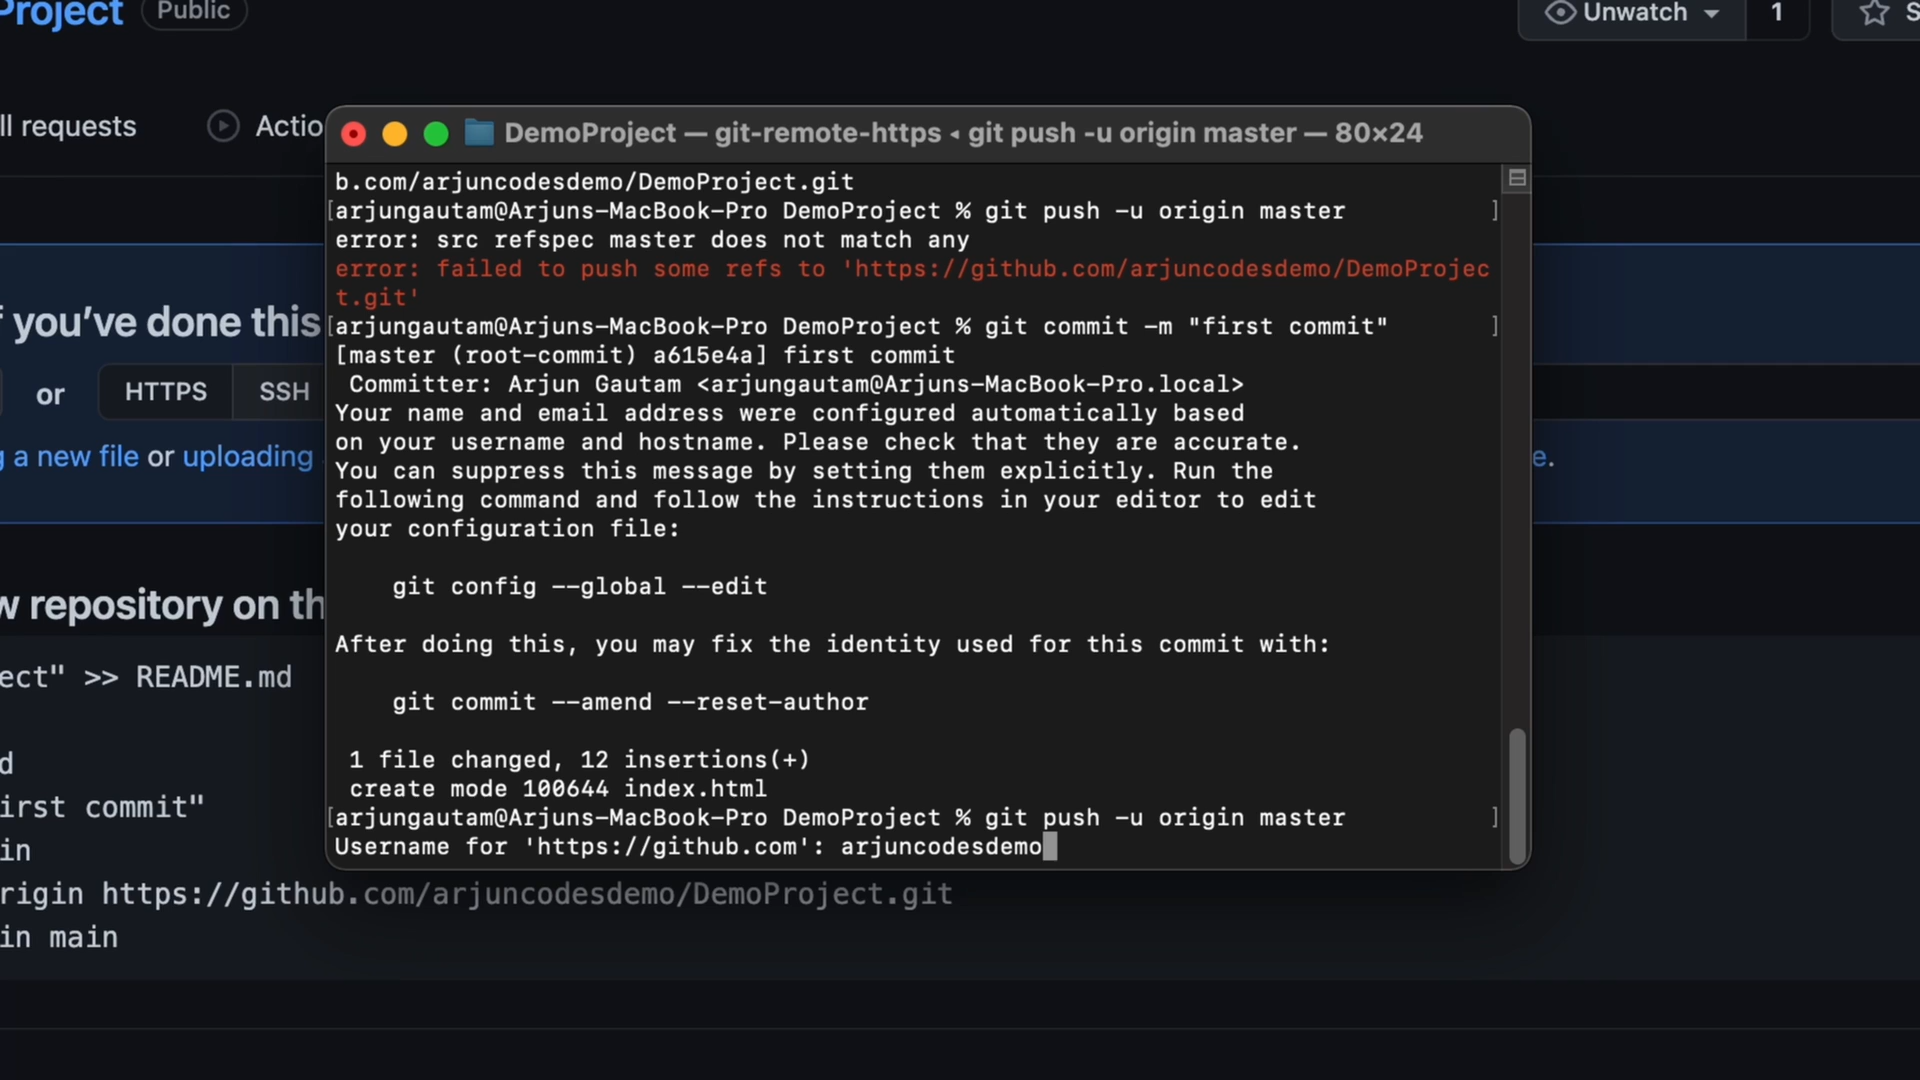 Project Public
Unwatch 1
ll requests Actio
DemoProject — git-remote-https ◂ git push -u origin master — 80×24
b.com/arjuncodesdemo/DemoProject.git
[arjungautam@Arjuns-MacBook-Pro DemoProject % git push -u origin master ]
error: src refspec master does not match any
error: failed to push some refs to 'https://github.com/arjuncodesdemo/DemoProjec
t.git'
[arjungautam@Arjuns-MacBook-Pro DemoProject % git commit -m "first commit" ]
[master (root-commit) a615e4a] first commit
Committer: Arjun Gautam <arjungautam@Arjuns-MacBook-Pro.local>
Your name and email address were configured automatically based
on your username and hostname. Please check that they are accurate.
You can suppress this message by setting them explicitly. Run the
following command and follow the instructions in your editor to edit
your configuration file:
git config --global --edit
After doing this, you may fix the identity used for this commit with:
git commit --amend --reset-author
1 file changed, 12 insertions(+)
create mode 100644 index.html
[arjungautam@Arjuns-MacBook-Pro DemoProject % git push -u origin master ]
Username for 'https://github.com': arjuncodesdemo
f you've done this
or HTTPS SSH
g a new file or uploading e.
w repository on th
ect" >> README.md
d
irst commit"
in
rigin https://github.com/arjuncodesdemo/DemoProject.git
in main